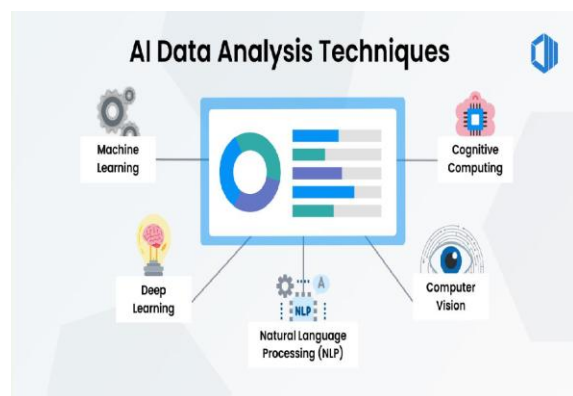 AI Data Analysis Techniques
Machine
Learning
Cognitive
Computing
Deep
Learning
A
NLP
Natural Language
Processing (NLP)
Computer
Vision